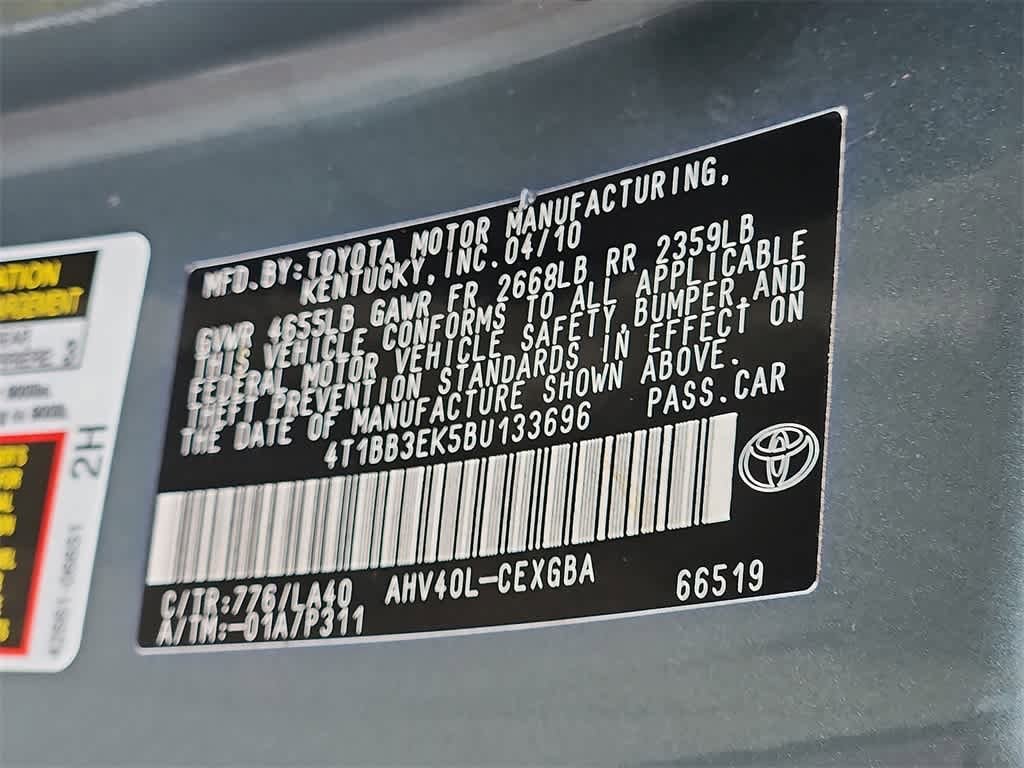 MFD.BY:TOYOTA MOTOR MANUFACTURING,
KENTUCKY, INC.04/10
GVWR 4655LB GAWR FR 2668LB RR 2359LB
THIS VEHICLE CONFORMS TO ALL APPLICABLE
FEDERAL MOTOR VEHICLE SAFETY,BUMPER,AND
THEFT PREVENTION STANDARDS IN EFFECT ON
THE DATE OF MANUFACTURE SHOWN ABOVE.
4T1BB3EK5BU133696 PASS.CAR
C/TR:776/LA40 AHV40L-CEXGBA 66519
A/TM:-01A/P311
2H